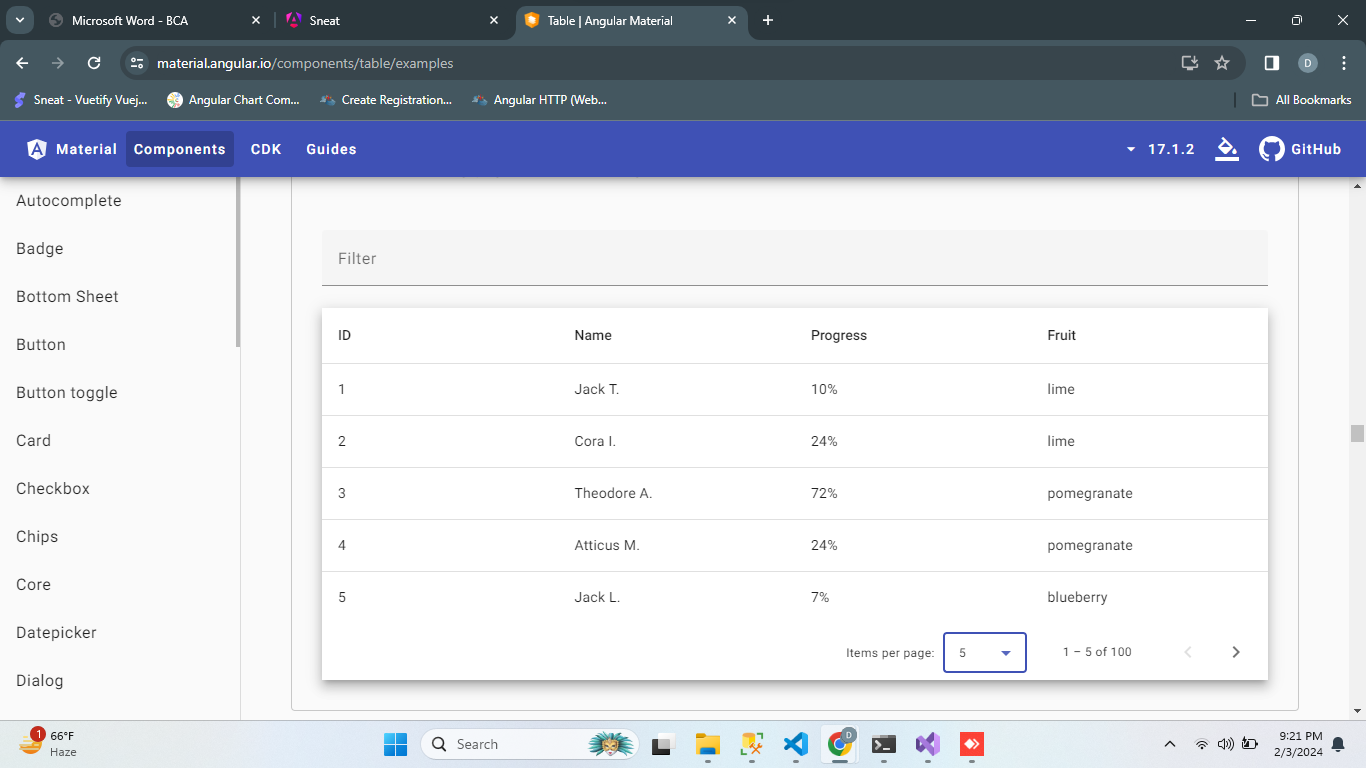 Microsoft Word - BCA
Sneat
Table | Angular Material
material.angular.io/components/table/examples
D
Sneat - Vuetify Vuej...
Angular Chart Com...
Create Registration...
Angular HTTP (Web...
All Bookmarks
Material
Components
CDK
Guides
17.1.2
GitHub
Autocomplete
Badge
Bottom Sheet
Button
Button toggle
Card
Checkbox
Chips
Core
Datepicker
Dialog
Filter
ID Name Progress Fruit
1 Jack T. 10% lime
2 Cora I. 24% lime
3 Theodore A. 72% pomegranate
4 Atticus M. 24% pomegranate
5 Jack L. 7% blueberry
Items per page: 5 1 – 5 of 100
1
66°F
Haze
Search
D
9:21 PM
2/3/2024